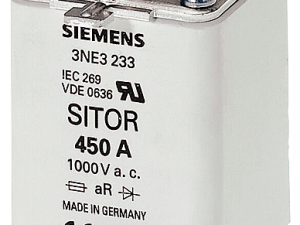 SIEMENS
3NE3 233
IEC 269
VDE 0636
SITOR
450 A
1000V a. c.
aR
MADE IN GERMANY